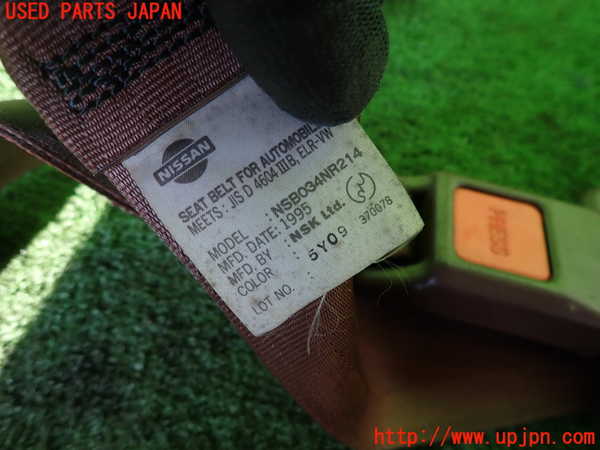 USED PARTS JAPAN
NISSAN
SEAT BELT FOR AUTOMOBIL
MEETS: JIS D 4604 III B, ELR-VW
MODEL : NSB034NR214
MFD. DATE: 1995
MFD. BY : NSK Ltd.
370078
COLOR : 5Y09
LOT NO. :
PRESS
http://www.upjpn.com/